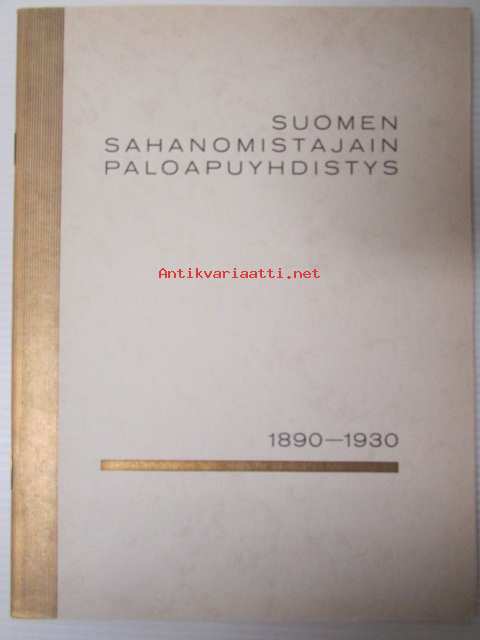 SUOMEN
SAHANOMISTAJAIN
PALOAPUYHDISTYS
Antikvariaatti.net
1890—1930